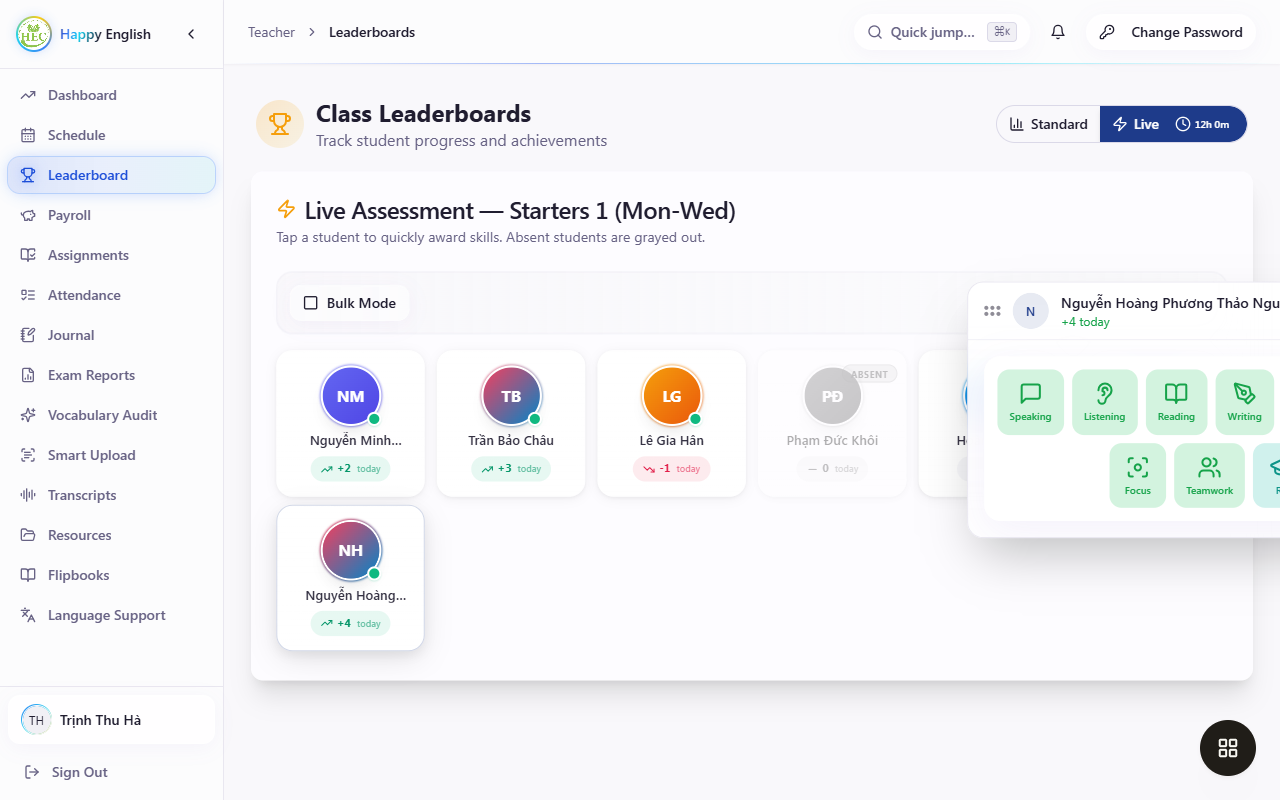 HEC
Happy English
Dashboard
Schedule
Leaderboard
Payroll
Assignments
Attendance
Journal
Exam Reports
Vocabulary Audit
Smart Upload
Transcripts
Resources
Flipbooks
Language Support
TH
Trịnh Thu Hà
Sign Out
Teacher
Leaderboards
Quick jump...
⌘K
Change Password
Class Leaderboards
Track student progress and achievements
Standard
Live
12h 0m
Live Assessment — Starters 1 (Mon-Wed)
Tap a student to quickly award skills. Absent students are grayed out.
Bulk Mode
NM
Nguyễn Minh...
+2 today
TB
Trần Bảo Châu
+3 today
LG
Lê Gia Hân
-1 today
ABSENT
PĐ
Phạm Đức Khôi
0 today
NH
Nguyễn Hoàng...
+4 today
N
Nguyễn Hoàng Phương Thảo Ngu
+4 today
Speaking
Listening
Reading
Writing
Focus
Teamwork